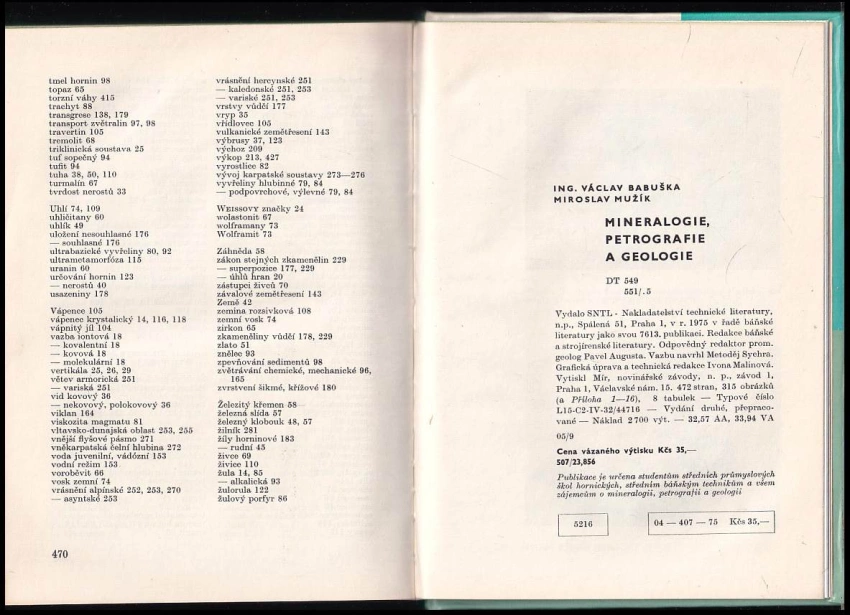 tmel hornin 98
topaz 65
torzní váhy 415
trachyt 88
transgrese 138, 179
transport zvětralin 97, 98
travertin 105
tremolit 68
triklinická soustava 25
tuf sopečný 94
tufit 94
tuha 38, 50, 110
turmalín 67
tvrdost nerostů 33
Uhlí 74, 109
uhličitany 60
uhlík 49
uložení nesouhlasné 176
— souhlasné 176
ultrabazické vyvřeliny 80, 92
ultrametamorfóza 115
uranin 60
určování hornin 123
— nerostů 40
usazeniny 178
Vápence 105
vápenec krystalický 14, 116, 118
vápnitý jíl 104
vazba iontová 18
— kovalentní 18
— kovová 18
— molekulární 18
vertikála 25, 26, 29
větev armorická 251
— variská 251
vid kovový 36
— nekovový, polokovový 36
viklan 164
viskozita magmatu 81
vltavsko-dunajská oblast 253, 255
vnější flyšové pásmo 271
vněkarpatská čelní hlubina 272
voda juvenilní, vádózní 153
vodní režim 153
vorobévit 66
vosk zemní 74
vrásnění alpínské 252, 253, 270
— asyntské 253
vrásnění hercynské 251
— kaledonské 251, 253
— variské 251, 253
vrstvy vůdčí 177
vryp 35
vřídlovec 105
vulkanické zemětřesení 143
výbrusy 37, 123
výchoz 209
výkop 213, 427
vyrostlice 82
vývoj karpatské soustavy 273—276
vyvřeliny hlubinné 79, 84
— podpovrchové, výlevné 79, 84
WEISSOVY značky 24
wolastonit 67
wolframany 73
Wolframit 73
Záhněda 58
zákon stejných zkamenělin 229
— superpozice 177, 229
— úhlů hran 20
zástupci živců 70
závalové zemětřesení 143
Země 42
zemina rozsivková 108
zemní vosk 74
zirkon 65
zkameněliny vůdčí 178, 229
zlato 51
znělec 93
zpevňování sedimentů 98
zvětrávání chemické, mechanické 96,
165
zvrstvení šikmé, křížové 180
Železitý křemen 58
železná slída 57
železný klobouk 48, 57
žilník 281
žíly horninové 183
— rudní 45
živce 69
živice 110
žula 14, 85
— alkalická 93
žulorula 122
žulový porfyr 86
470
ING. VÁCLAV BABUŠKA
MIROSLAV MUŽÍK
MINERALOGIE,
PETROGRAFIE
A GEOLOGIE
DT 549
551/.5
Vydalo SNTL - Nakladatelství technické literatury,
n.p., Spálená 51, Praha 1, v r. 1975 v řadě báňské
literatury jako svou 7613. publikaci. Redakce báňské
a strojírenské literatury. Odpovědný redaktor prom.
geolog Pavel Augusta. Vazbu navrhl Metoděj Sychra.
Grafická úprava a technická redakce Ivona Malinová.
Vytiskl Mír, novinářské závody, n. p., závod 1,
Praha 1, Václavské nám. 15. 472 stran, 315 obrázků
(a Příloha 1—16), 8 tabulek — Typové číslo
L15-C2-IV-32/44716 — Vydání druhé, přepraco-
vané — Náklad 2 700 výt. — 32,57 AA, 33,94 VA
05/9
Cena vázaného výtisku Kčs 35,—
507/23,856
Publikace je určena studentům středních průmyslových
škol hornických, středním báňským technikům a všem
zájemcům o mineralogii, petrografii a geologii
5216
04 — 407 — 75 Kčs 35,—